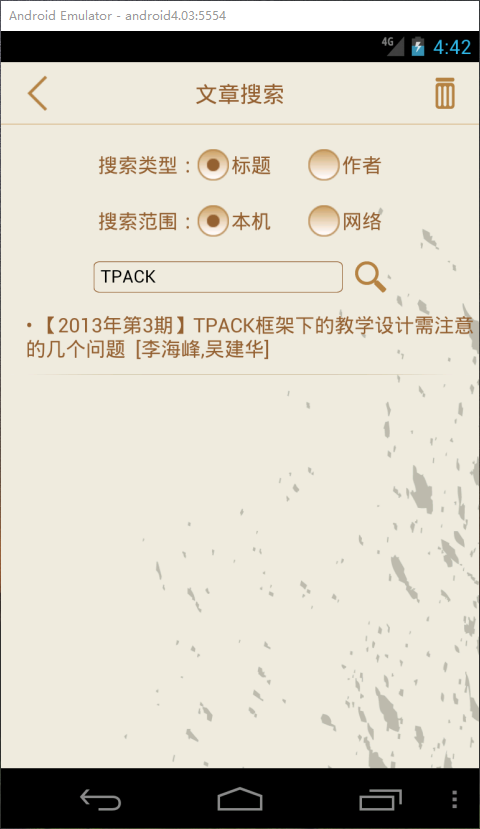 Android Emulator - android4.03:5554
4G 4:42
文章搜索
搜索类型：标题 作者
搜索范围：本机 网络
TPACK
•【2013年第3期】TPACK框架下的教学设计需注意
的几个问题 [李海峰,吴建华]